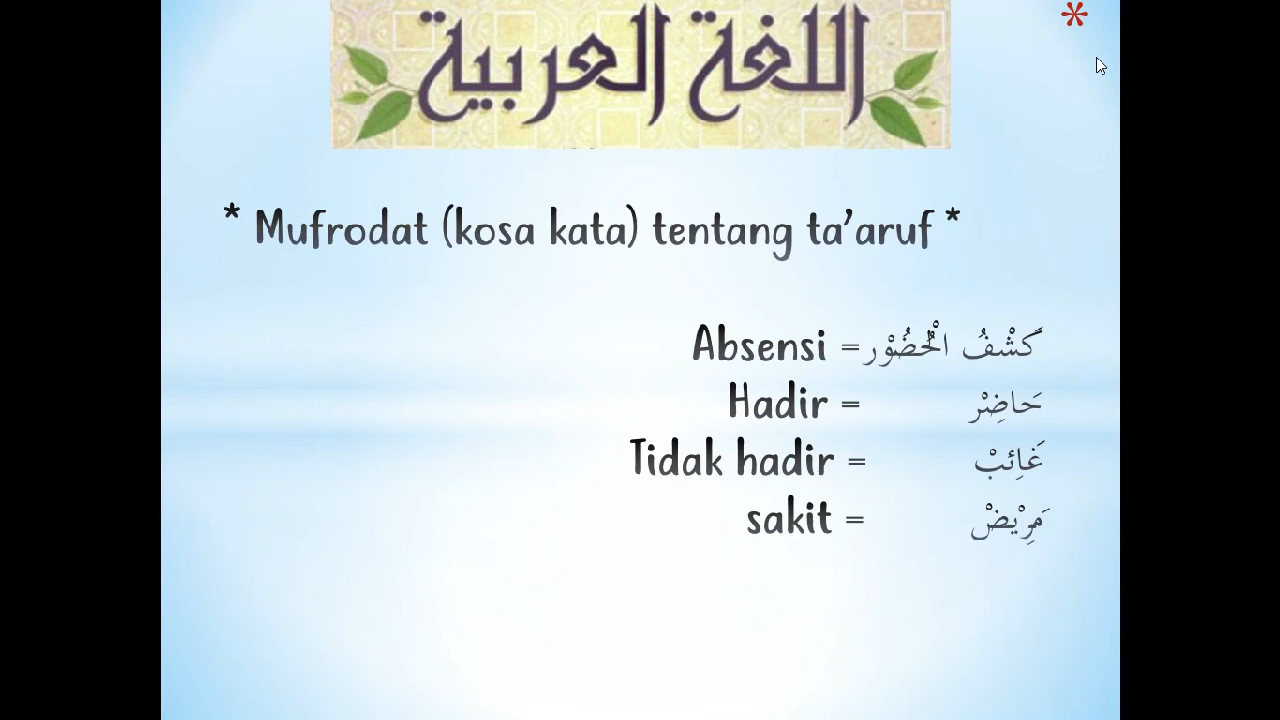 اللغة العربية
* Mufrodat (kosa kata) tentang ta'aruf *
Absensi = كَشْفُ الْحُضُوْر
Hadir = حَاضِرْ
Tidak hadir = غَائِبْ
sakit = مَرِيْضْ